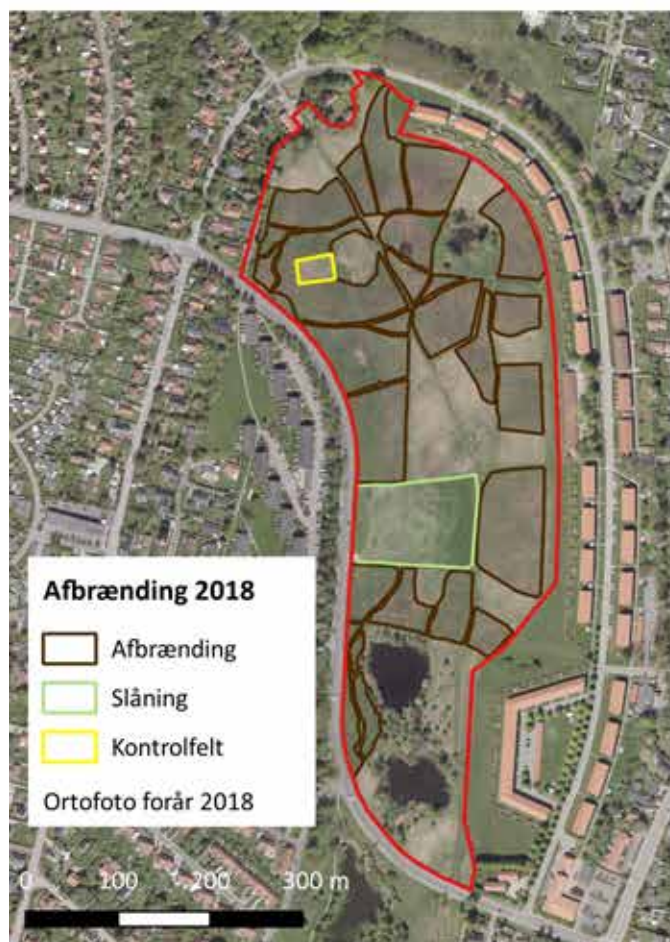 Afbrænding 2018
Afbrænding
Slåning
Kontrolfelt
Ortofoto forår 2018
0 100 200 300 m